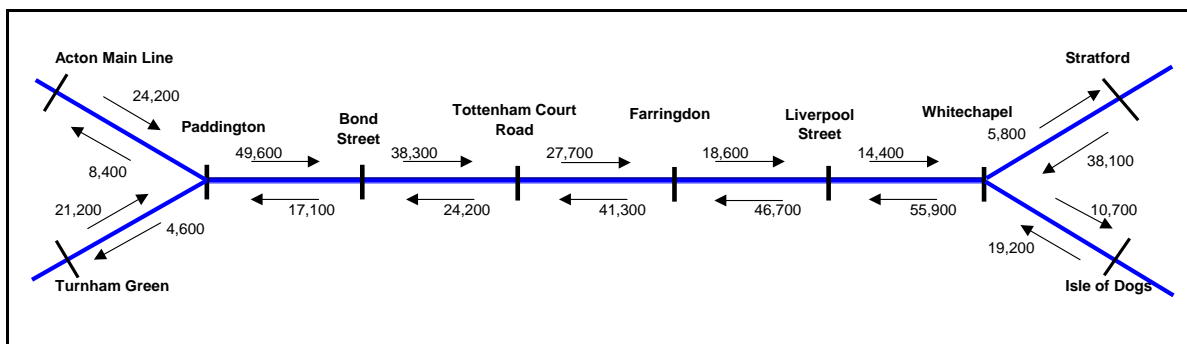 Acton Main Line
Stratford
24,200
Paddington
Bond
Street
Tottenham Court
Road
Farringdon
Liverpool
Street
Whitechapel
5,800
49,600
38,300
27,700
18,600
14,400
38,100
8,400
21,200
4,600
17,100
24,200
41,300
46,700
55,900
10,700
19,200
Turnham Green
Isle of Dogs